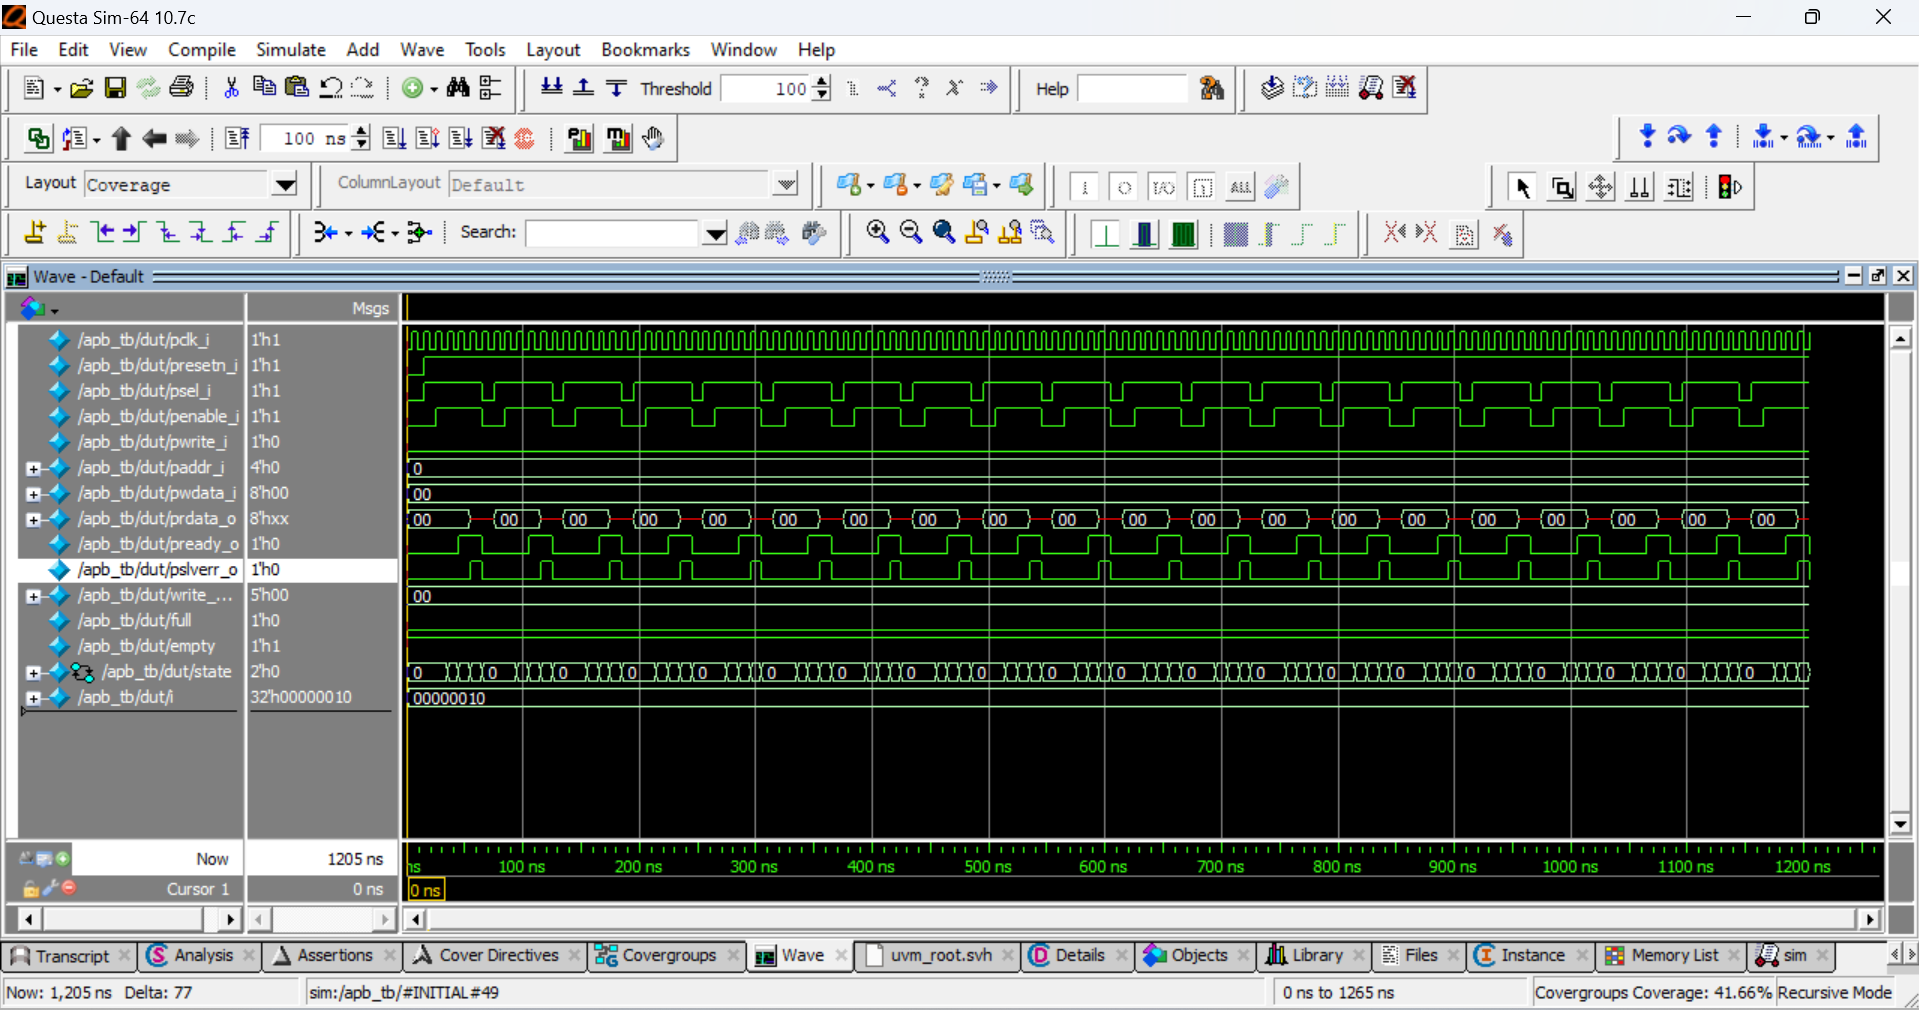 Questa Sim-64 10.7c
File Edit View Compile Simulate Add Wave Tools Layout Bookmarks Window Help
Threshold 100 Help
100 ns
Layout Coverage ColumnLayout Default ALL
Search:
Wave - Default
Msgs
/apb_tb/dut/pclk_i 1'h1
/apb_tb/dut/presetn_i 1'h1
/apb_tb/dut/psel_i 1'h1
/apb_tb/dut/penable_i 1'h1
/apb_tb/dut/pwrite_i 1'h0
/apb_tb/dut/paddr_i 4'h0 0
/apb_tb/dut/pwdata_i 8'h00 00
/apb_tb/dut/prdata_o 8'hxx 00 00 00 00 00 00 00 00 00 00 00 00 00 00 00 00 00 00 00 00
/apb_tb/dut/pready_o 1'h0
/apb_tb/dut/pslverr_o 1'h0
/apb_tb/dut/write_... 5'h00 00
/apb_tb/dut/full 1'h0
/apb_tb/dut/empty 1'h1
/apb_tb/dut/state 2'h0 0 0 0 0 0 0 0 0 0 0 0 0 0 0 0 0 0 0 0 0
/apb_tb/dut/i 32'h00000010 00000010
Now 1205 ns ns 100 ns 200 ns 300 ns 400 ns 500 ns 600 ns 700 ns 800 ns 900 ns 1000 ns 1100 ns 1200 ns
Cursor 1 0 ns 0 ns
Transcript Analysis Assertions Cover Directives Covergroups Wave uvm_root.svh Details Objects Library Files Instance Memory List sim
Now: 1,205 ns Delta: 77 sim:/apb_tb/#INITIAL#49 0 ns to 1265 ns Covergroups Coverage: 41.66% Recursive Mode